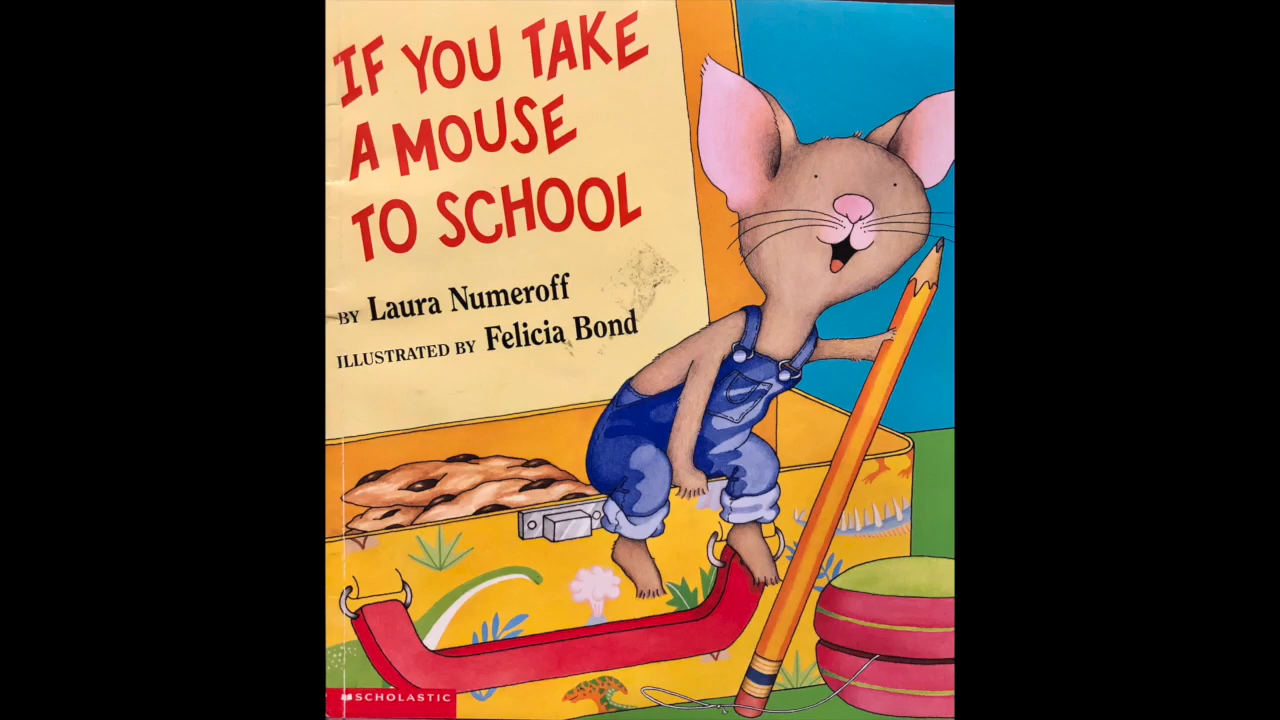 IF YOU TAKE
A MOUSE
TO SCHOOL
BY Laura Numeroff
ILLUSTRATED BY Felicia Bond
SCHOLASTIC